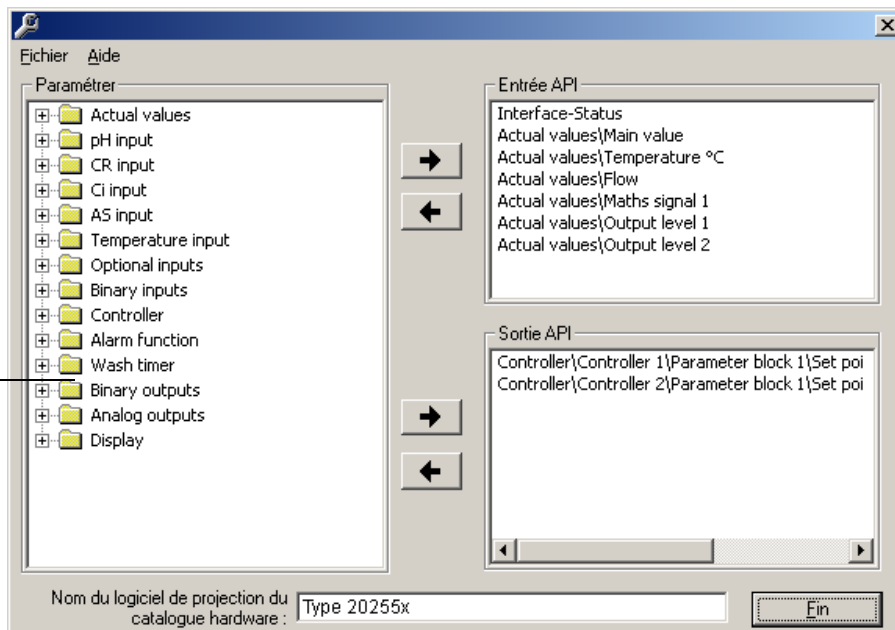 Fichier Aide
Paramétrer
Actual values
pH input
CR input
Ci input
AS input
Temperature input
Optional inputs
Binary inputs
Controller
Alarm function
Wash timer
Binary outputs
Analog outputs
Display
Entrée API
Interface-Status
Actual values\Main value
Actual values\Temperature °C
Actual values\Flow
Actual values\Maths signal 1
Actual values\Output level 1
Actual values\Output level 2
Sortie API
Controller\Controller 1\Parameter block 1\Set poi
Controller\Controller 2\Parameter block 1\Set poi
Nom du logiciel de projection du
catalogue hardware :
Type 20255x
Fin